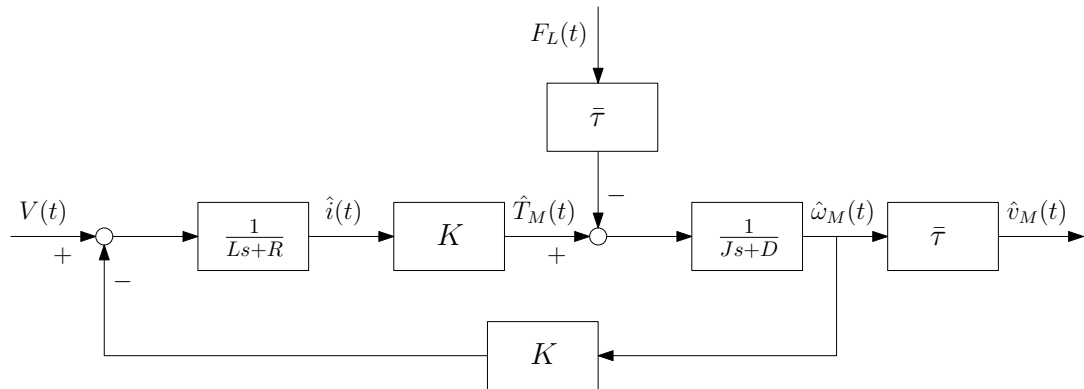 F_L(t)
τ̄
−
V(t)
+
−
1/(Ls+R)
î(t)
K
T̂_M(t)
+
1/(Js+D)
ω̂_M(t)
τ̄
v̂_M(t)
K